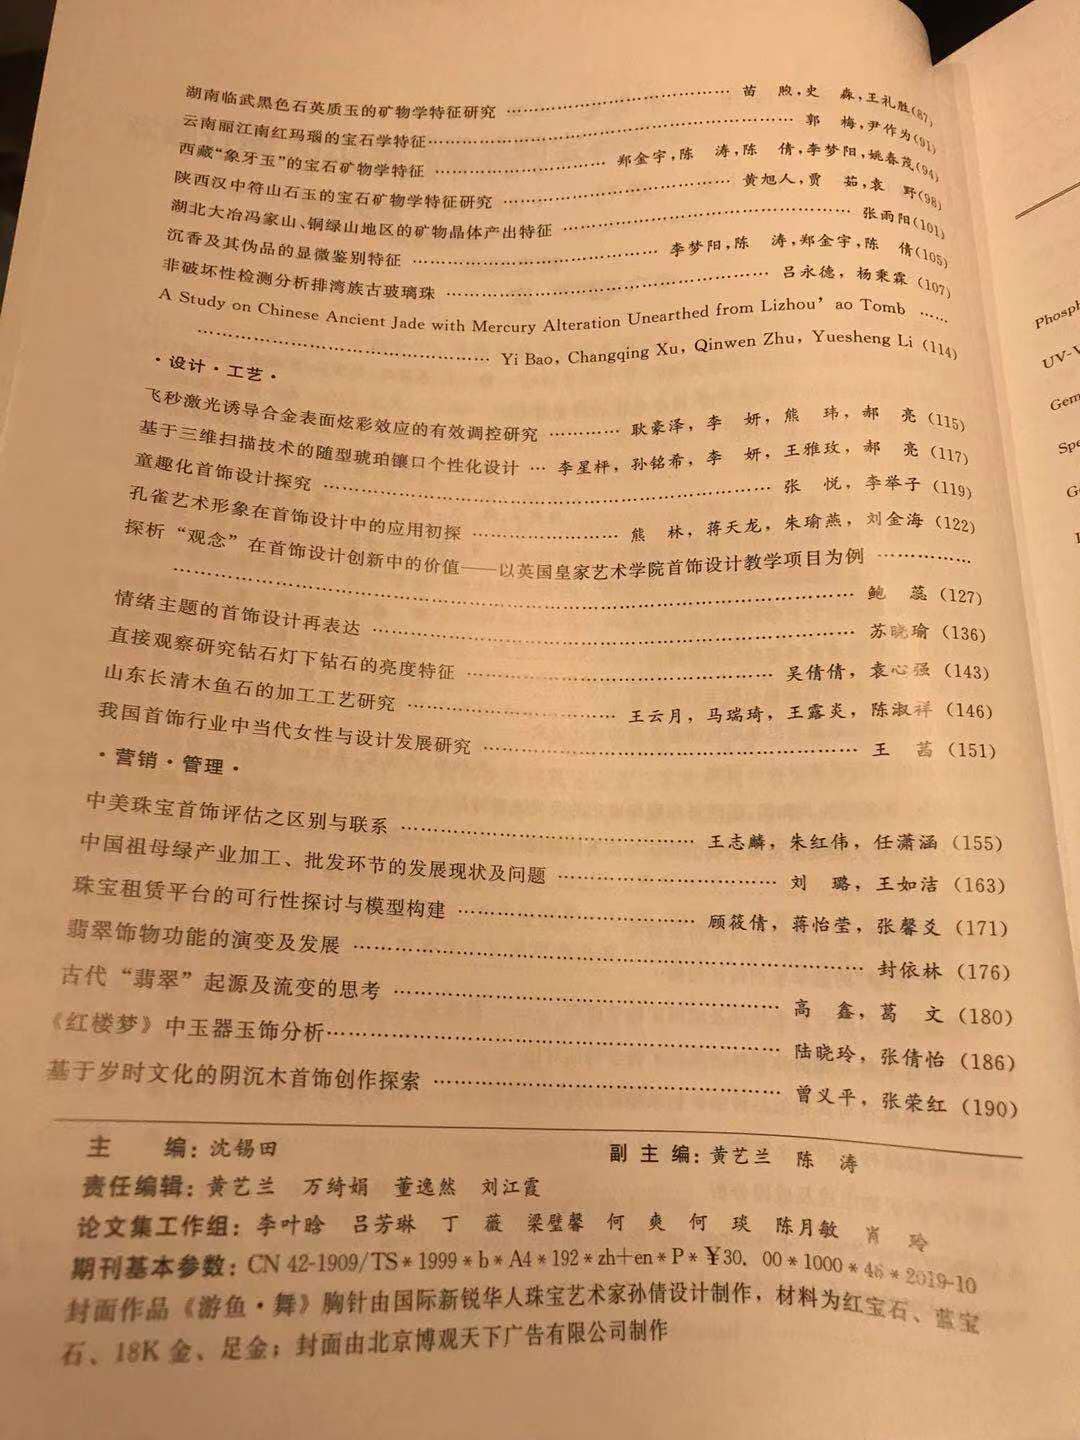 湖南临武黑色石英质玉的矿物学特征研究 …… 苗　煦,史　淼,王礼胜(87)
云南丽江南红玛瑙的宝石学特征…… 郭　梅,尹作为(91)
西藏“象牙玉”的宝石矿物学特征 …… 郑金宇,陈　涛,陈　倩,李梦阳,姚春茂(94)
陕西汉中符山石玉的宝石矿物学特征研究 …… 黄旭人,贾　茹,袁　野(98)
湖北大冶冯家山、铜绿山地区的矿物晶体产出特征 …… 张雨阳(101)
沉香及其伪品的显微鉴别特征 …… 李梦阳,陈　涛,郑金宇,陈　倩(105)
非破坏性检测分析排湾族古玻璃珠 …… 吕永德，杨秉霖 (107)
A Study on Chinese Ancient Jade with Mercury Alteration Unearthed from Lizhou’ao Tomb ……
…… Yi Bao, Changqing Xu, Qinwen Zhu, Yuesheng Li (114)
·设计·工艺·
飞秒激光诱导合金表面炫彩效应的有效调控研究 …… 耿豪泽，李　妍，熊　玮，郝　亮 (115)
基于三维扫描技术的随型琥珀镶口个性化设计 … 李星枰，孙铭希，李　妍，王雅玫，郝　亮 (117)
童趣化首饰设计探究 …… 张　悦，李举子 (119)
孔雀艺术形象在首饰设计中的应用初探 …… 熊　林，蒋天龙，朱瑜燕，刘金海 (122)
探析“观念”在首饰设计创新中的价值——以英国皇家艺术学院首饰设计教学项目为例 ……
…… 鲍　蕊 (127)
情绪主题的首饰设计再表达 …… 苏晓瑜 (136)
直接观察研究钻石灯下钻石的亮度特征 …… 吴倩倩，袁心强 (143)
山东长清木鱼石的加工工艺研究 …… 王云月，马瑞琦，王露炎，陈淑祥 (146)
我国首饰行业中当代女性与设计发展研究 …… 王　茜 (151)
·营销·管理·
中美珠宝首饰评估之区别与联系 …… 王志麟，朱红伟，任潇涵 (155)
中国祖母绿产业加工、批发环节的发展现状及问题 …… 刘　璐，王如洁 (163)
珠宝租赁平台的可行性探讨与模型构建 …… 顾筱倩，蒋怡莹，张馨爻 (171)
翡翠饰物功能的演变及发展 …… 封依林 (176)
古代“翡翠”起源及流变的思考 …… 高　鑫，葛　文 (180)
《红楼梦》中玉器玉饰分析…… 陆晓玲，张倩怡 (186)
基于岁时文化的阴沉木首饰创作探索 …… 曾义平，张荣红 (190)
主　　编：沈锡田　　副 主 编：黄艺兰　陈　涛
责任编辑：黄艺兰　万绮娟　董逸然　刘江霞
论文集工作组：李叶晗　吕芳琳　丁　薇　梁璧馨　何　爽　何　琰　陈月敏　肖　玲
期刊基本参数：CN 42-1909/TS＊1999＊b＊A4＊192＊zh+en＊P＊￥30.00＊1000＊46＊2019-10
封面作品《游鱼·舞》胸针由国际新锐华人珠宝艺术家孙倩设计制作，材料为红宝石、蓝宝
石、18K 金、足金；封面由北京博观天下广告有限公司制作
Phosph
UV-V
Gem
Spe